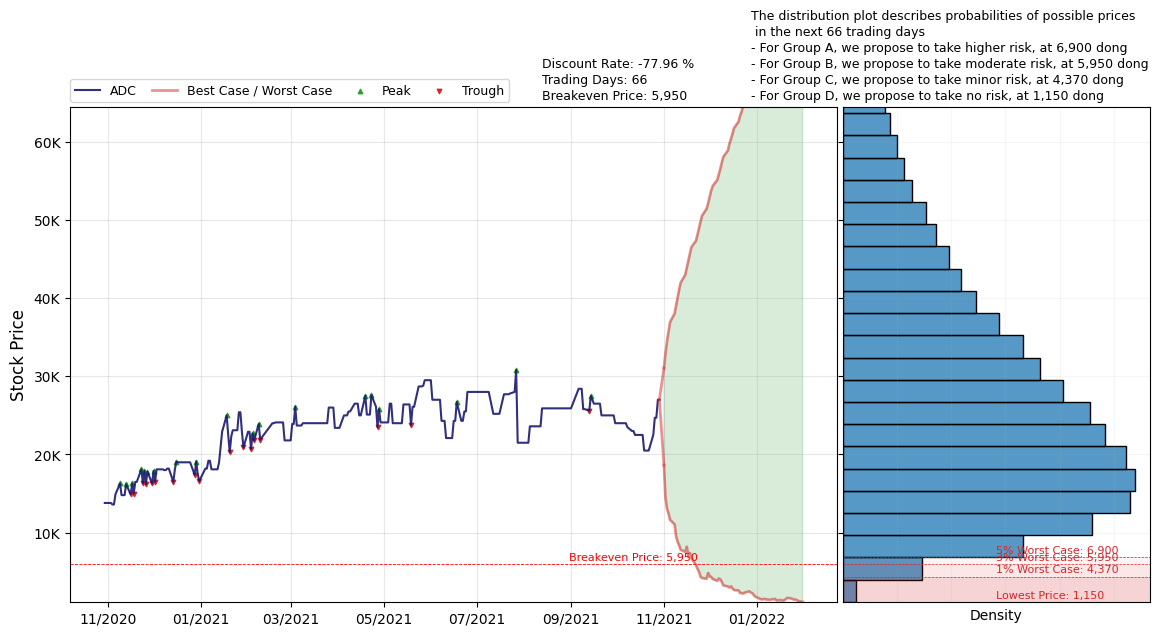 The distribution plot describes probabilities of possible prices
in the next 66 trading days
- For Group A, we propose to take higher risk, at 6,900 dong
- For Group B, we propose to take moderate risk, at 5,950 dong
- For Group C, we propose to take minor risk, at 4,370 dong
- For Group D, we propose to take no risk, at 1,150 dong
Discount Rate: -77.96 %
Trading Days: 66
Breakeven Price: 5,950
ADC
Best Case / Worst Case
Peak
Trough
Stock Price
60K
50K
40K
30K
20K
10K
Breakeven Price: 5,950
5% Worst Case: 6,900
3% Worst Case: 5,950
1% Worst Case: 4,370
Lowest Price: 1,150
11/2020
01/2021
03/2021
05/2021
07/2021
09/2021
11/2021
01/2022
Density